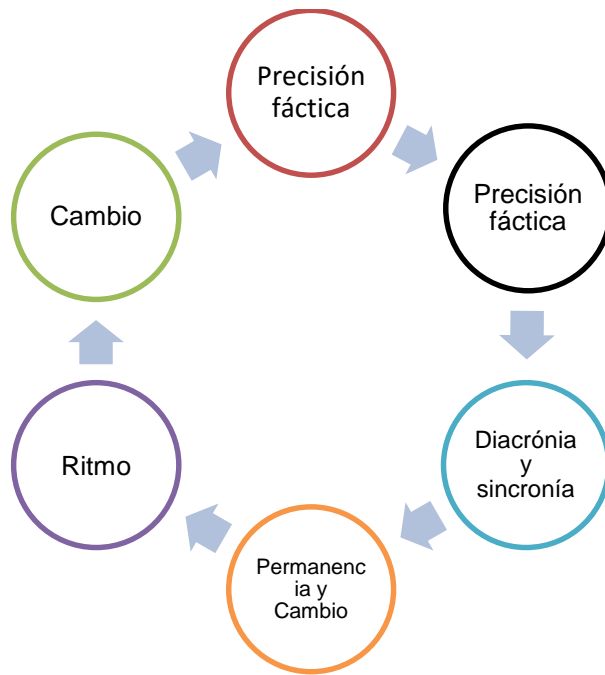 Precisión
fáctica
Precisión
fáctica
Diacrónia
y
sincronía
Permanenc
ia y
Cambio
Ritmo
Cambio